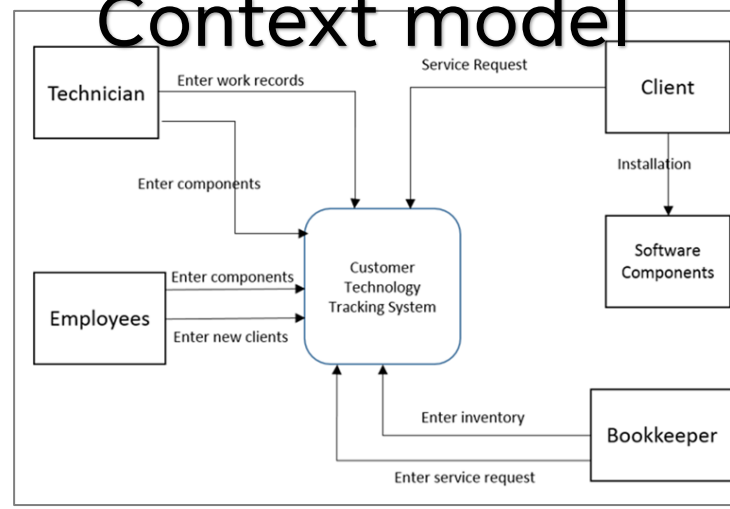 Context model
Technician
Enter work records
Service Request
Client
Enter components
Installation
Software
Components
Customer
Technology
Tracking System
Employees
Enter components
Enter new clients
Enter inventory
Bookkeeper
Enter service request